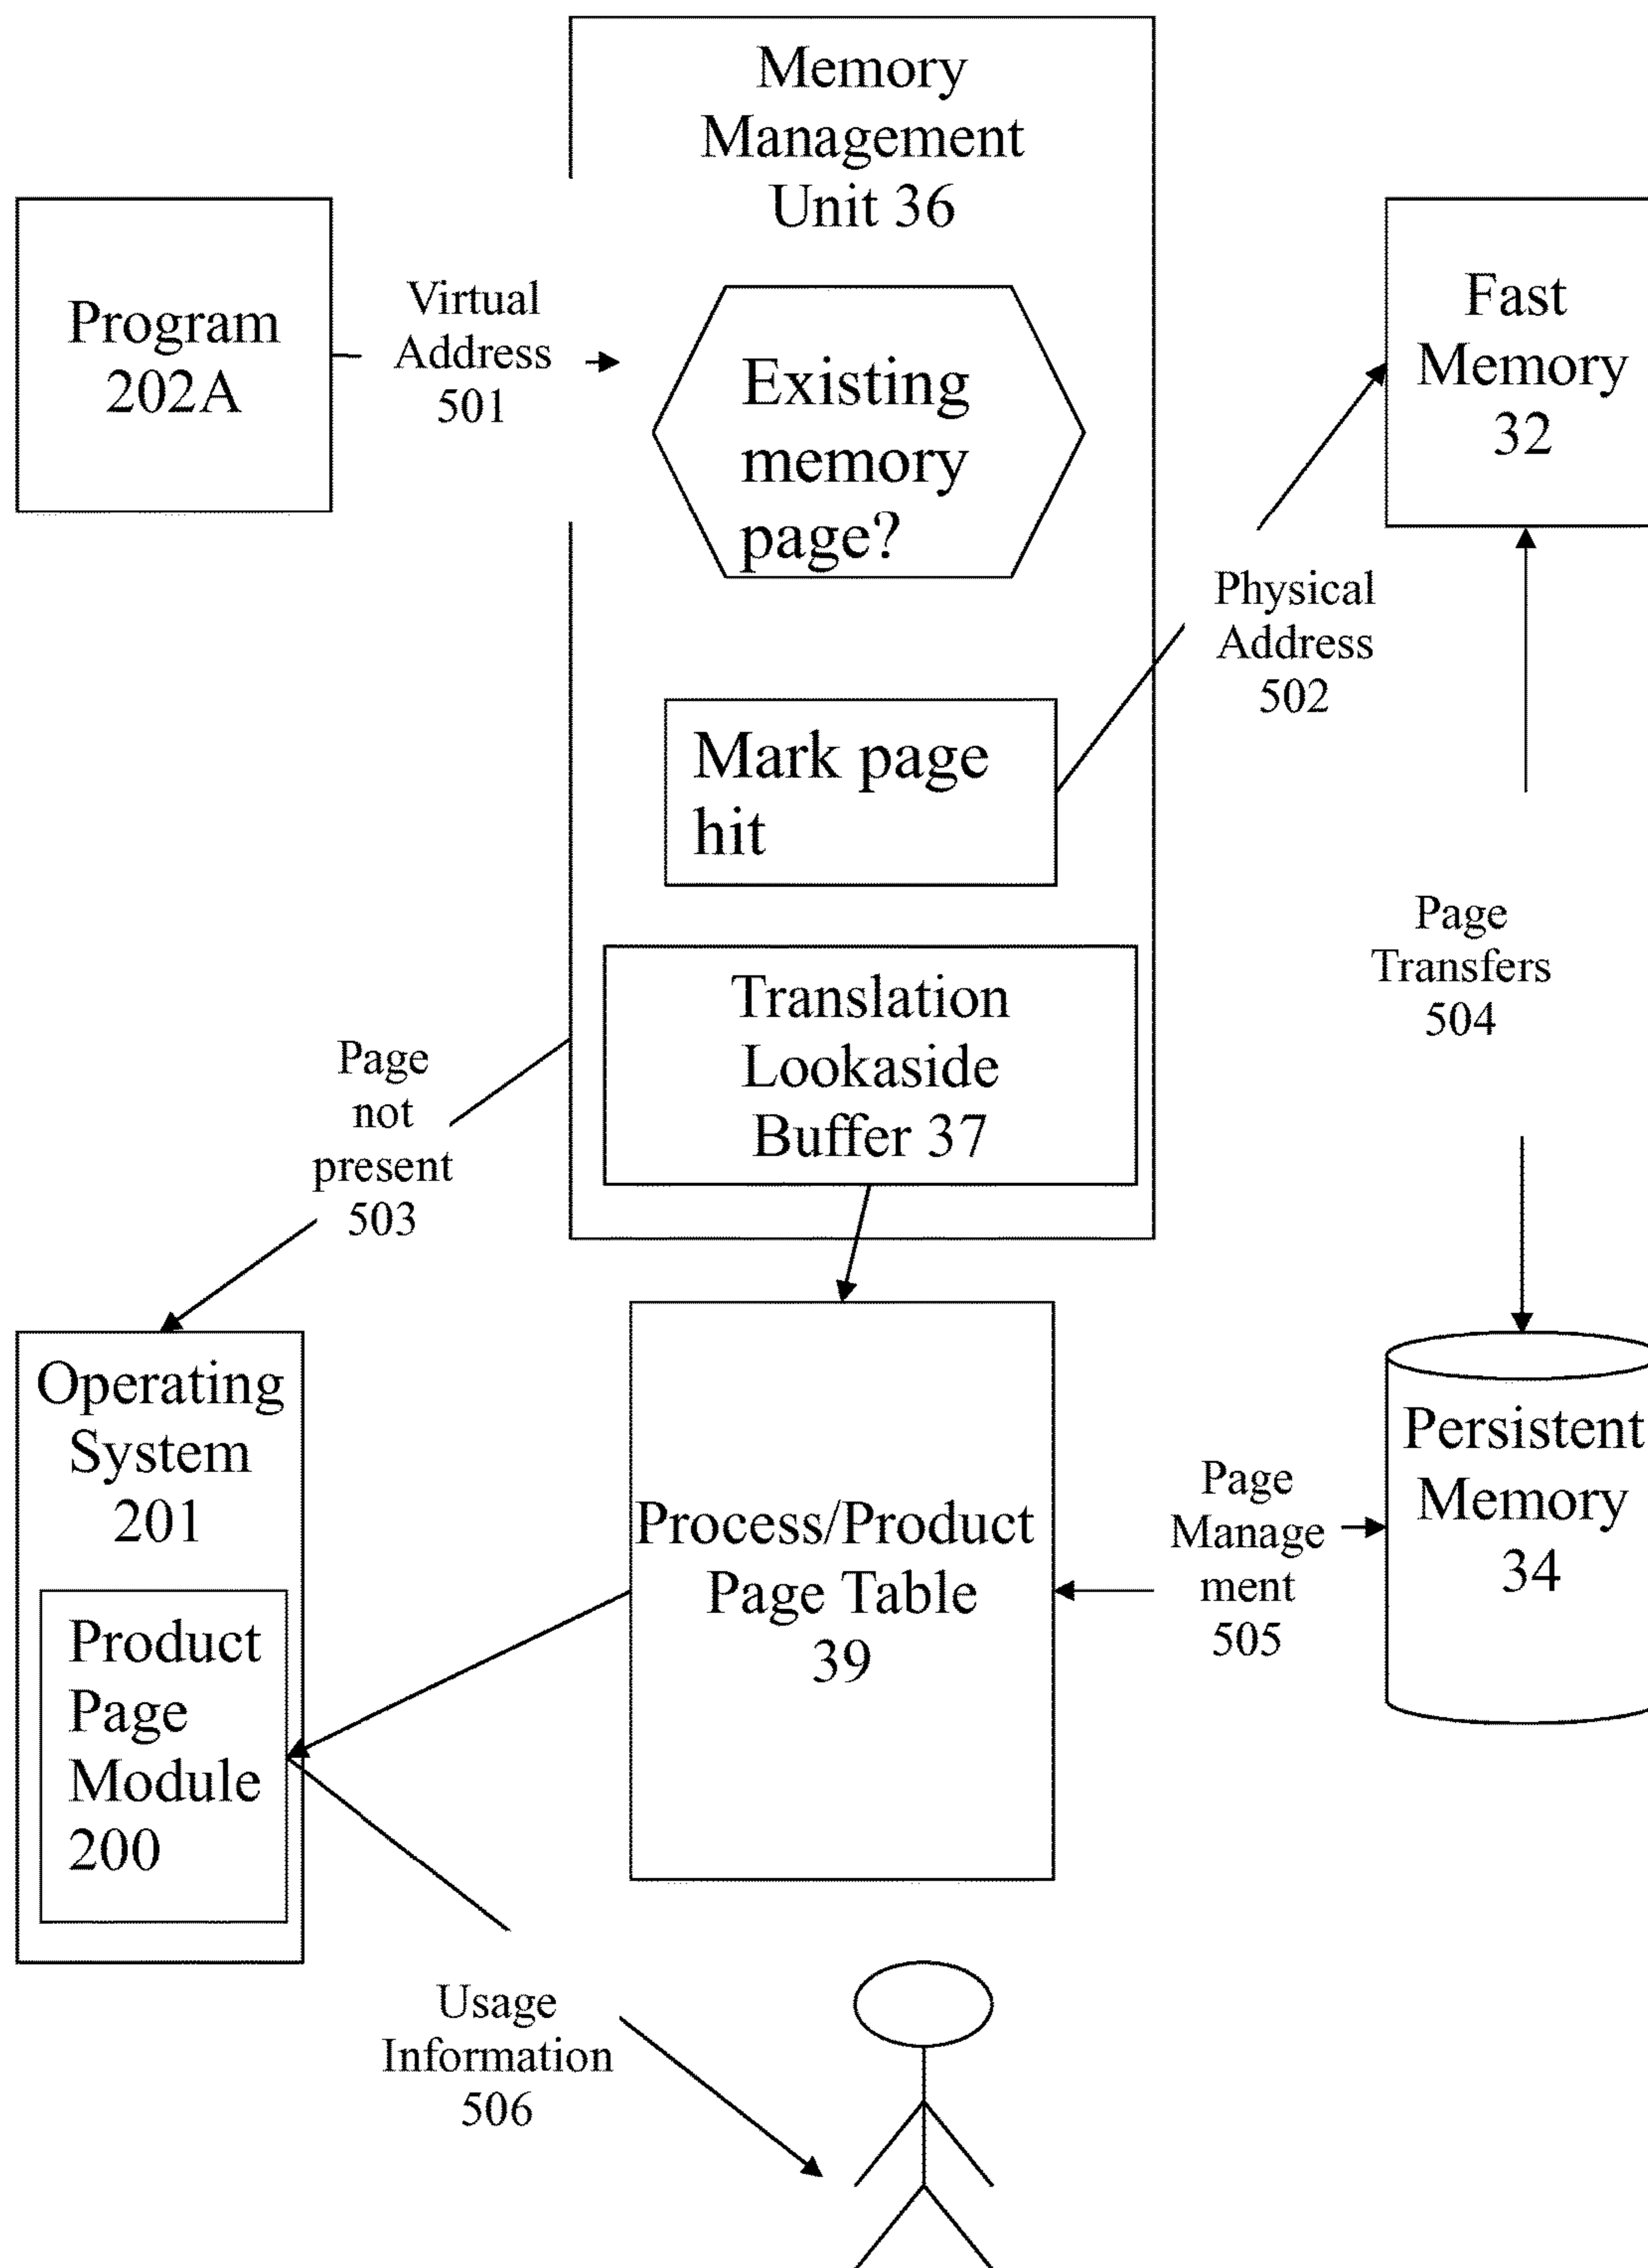 Memory
Management
Unit 36
Program
202A
Virtual
Address
501
Existing
memory
page?
Fast
Memory
32
Physical
Address
502
Mark page
hit
Page
Transfers
504
Translation
Lookaside
Buffer 37
Page
not
present
503
Operating
System
201
Product
Page
Module
200
Process/Product
Page Table
39
Page
Manage
ment
505
Persistent
Memory
34
Usage
Information
506